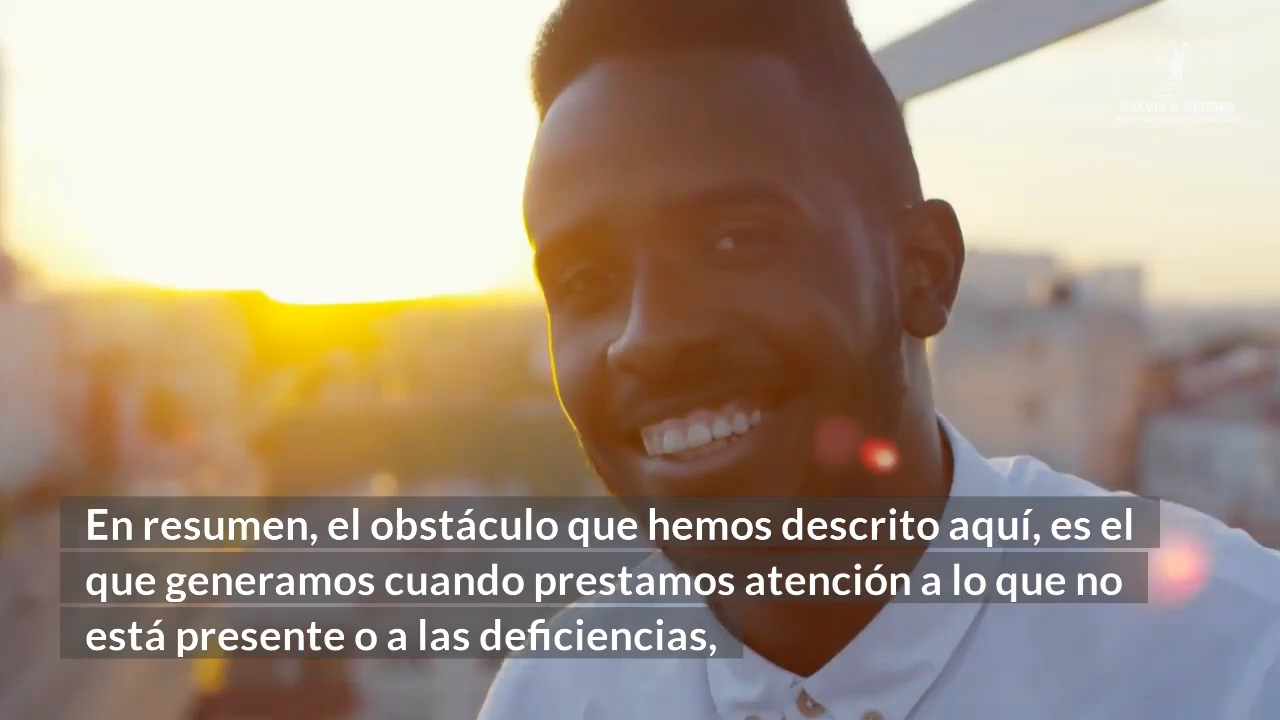 En resumen, el obstáculo que hemos descrito aquí, es el
que generamos cuando prestamos atención a lo que no
está presente o a las deficiencias,